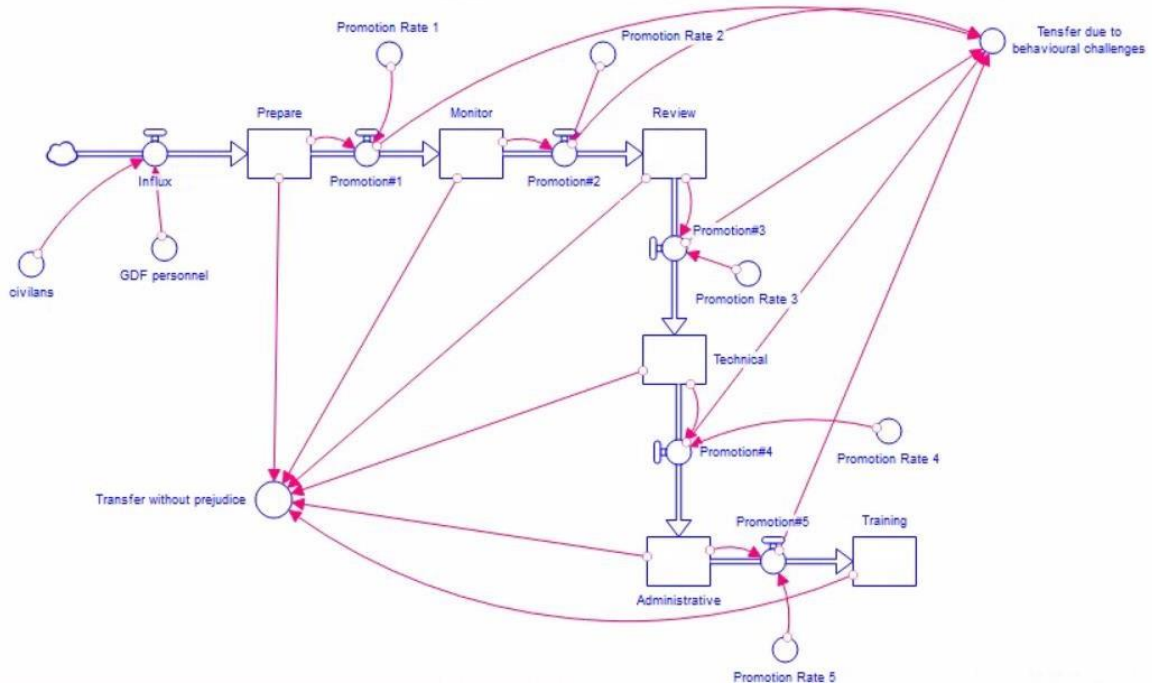 Promotion Rate 1
Promotion Rate 2
Tensfer due to
behavioural challenges
Prepare
Monitor
Review
Influx
Promotion#1
Promotion#2
Promotion#3
civilans
GDF personnel
Promotion Rate 3
Technical
Promotion#4
Promotion Rate 4
Transfer without prejudice
Promotion#5
Training
Administrative
Promotion Rate 5